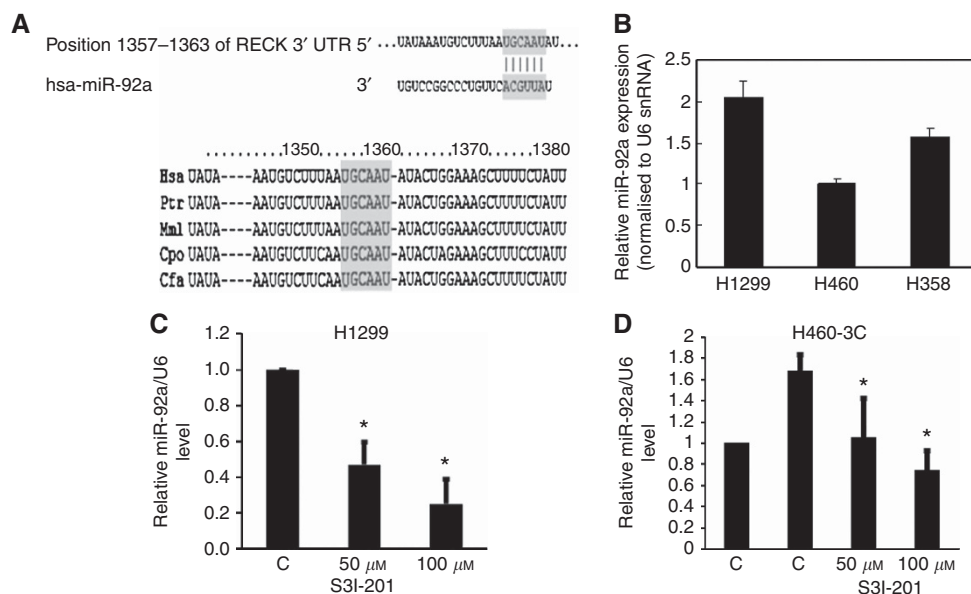 A
Position 1357–1363 of RECK 3′ UTR 5′ ...UAUAAAUGUCUUUAAUGCAAUAU...
hsa-miR-92a 3′ UGUCCGGCCCUGUUCACGUUAU
.........1350......1360......1370......1380
Hsa UAUA----AAUGUCUUUAAUGCAAU-AUACUGGAAAGCUUUUCUAUU
Ptr UAUA----AAUGUCUUUAAUGCAAU-AUACUGGAAAGCUUUUCUAUU
Mml UAUA----AAUGUCUUUAAUGCAAU-AUACUGGAAAGCUUUUCUAUU
Cpo UAUA----AAUGUCUUCAAUGCAAU-AUACUAGAAAGCUUUCCUAUU
Cfa UAUA----AAUGUCUUCAAUGCAAU-AUACUGGAAAGCUUUUCUAUU
B
Relative miR-92a expression
(normalised to U6 snRNA)
2.5
2
1.5
1
0.5
0
H1299 H460 H358
C
H1299
Relative miR-92a/U6
level
1.2
1.0
0.8
0.6
0.4
0.2
0.0
C 50 μM 100 μM
S3I-201
* *
D
H460-3C
Relative miR-92a/U6
level
2
1.8
1.6
1.4
1.2
1
0.8
0.6
0.4
0.2
0
C C 50 μM 100 μM
S3I-201
* *